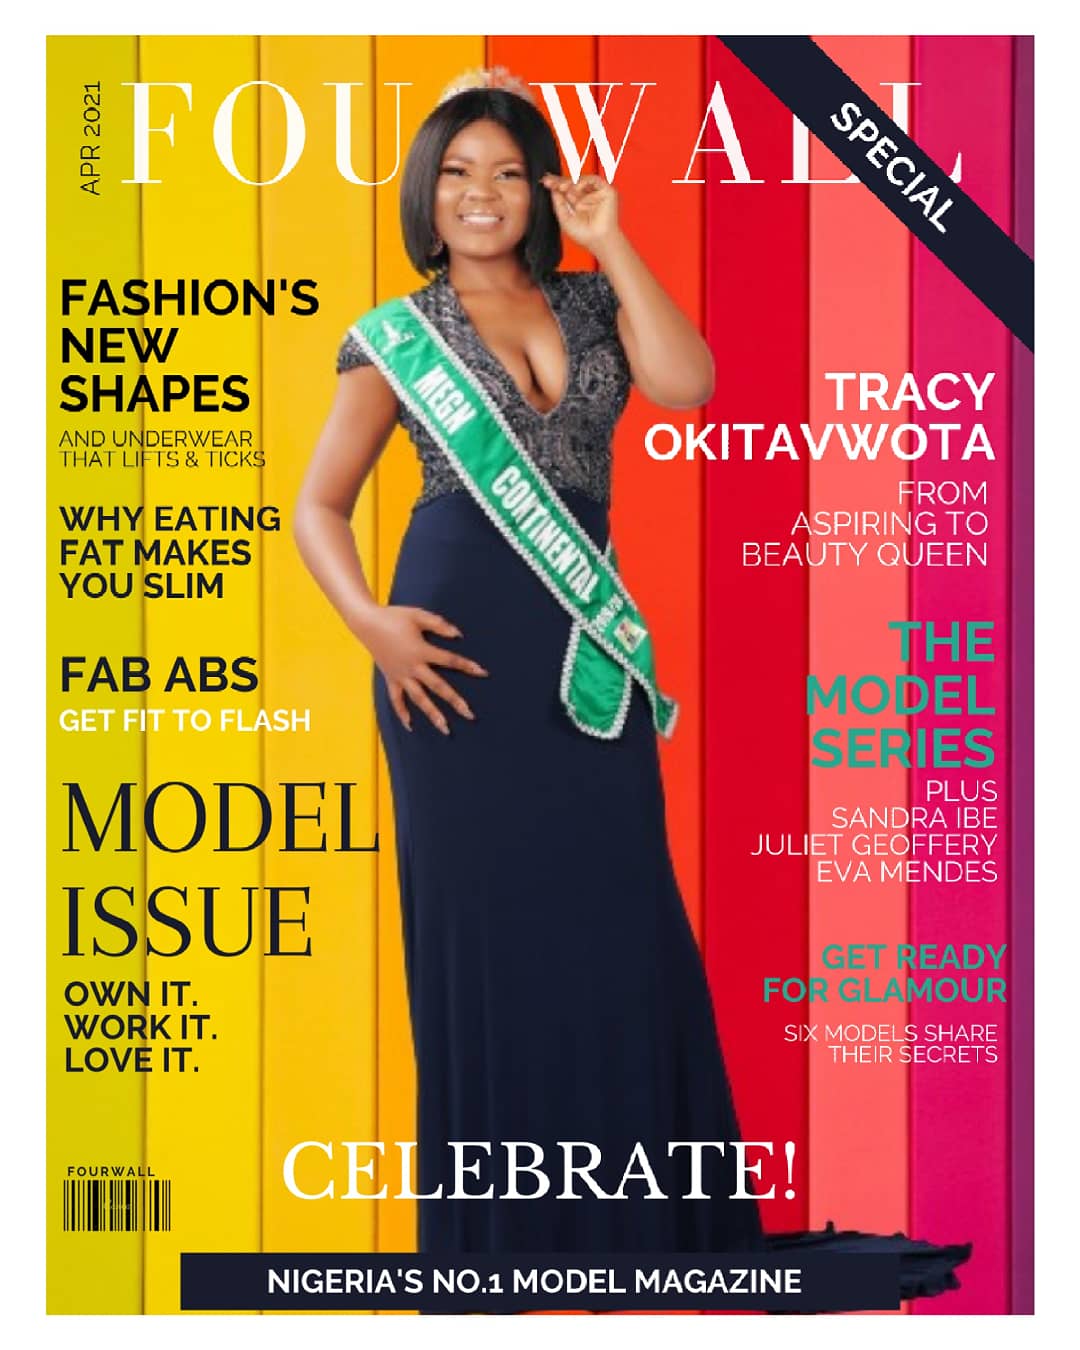 APR 2021
FOURWALL
SPECIAL
FASHION'S
NEW
SHAPES
AND UNDERWEAR
THAT LIFTS & TICKS
WHY EATING
FAT MAKES
YOU SLIM
FAB ABS
GET FIT TO FLASH
MODEL
ISSUE
OWN IT.
WORK IT.
LOVE IT.
MEGN CONTINENTAL
TRACY
OKITAVWOTA
FROM
ASPIRING TO
BEAUTY QUEEN
THE
MODEL
SERIES
PLUS
SANDRA IBE
JULIET GEOFFERY
EVA MENDES
GET READY
FOR GLAMOUR
SIX MODELS SHARE
THEIR SECRETS
CELEBRATE!
FOURWALL
NIGERIA'S NO.1 MODEL MAGAZINE